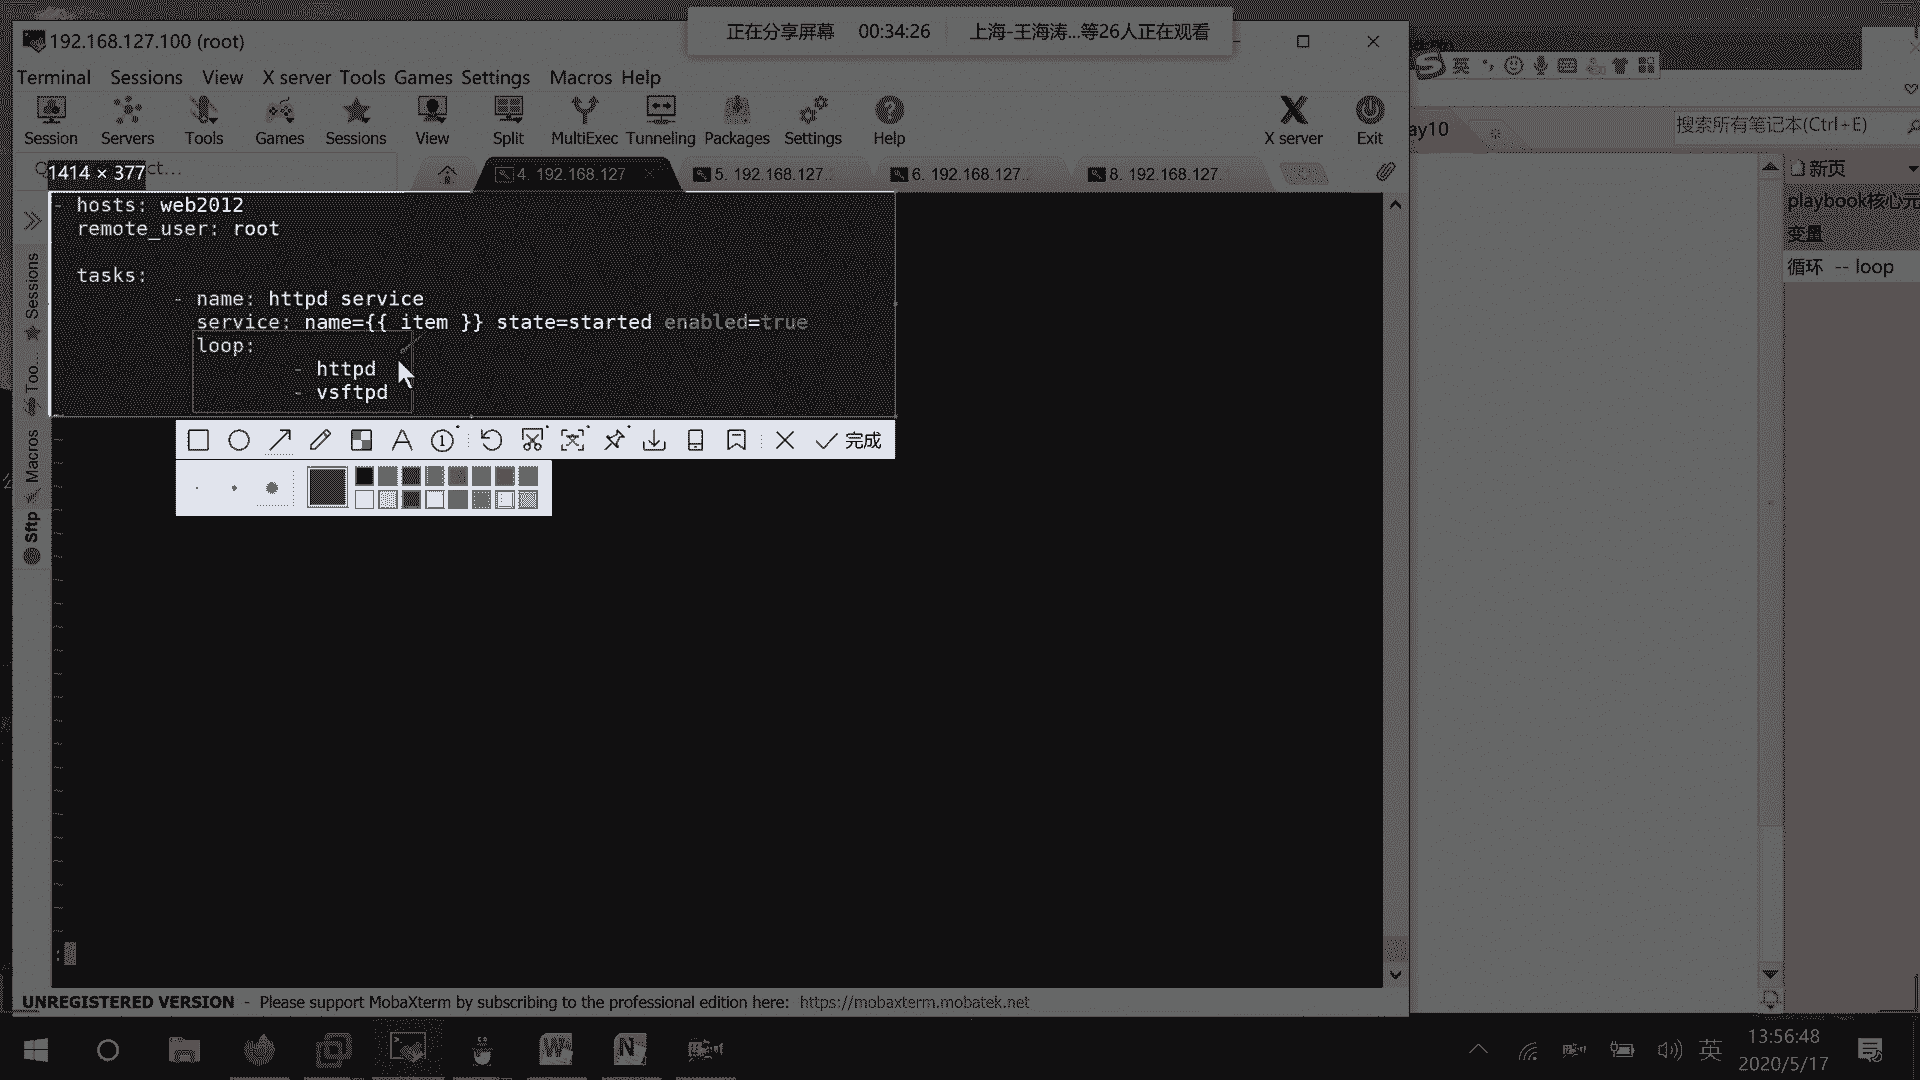 正在分享屏幕 00:34:26 上海-王海涛...等26人正在观看
192.168.127.100 (root)
Terminal Sessions View X server Tools Games Settings Macros Help
英
Session Servers Tools Games Sessions View Split MultiExec Tunneling Packages Settings Help X server Exit
ay10
搜索所有笔记本(Ctrl+E)
1414 × 377
4. 192.168.127
5. 192.168.127.
6. 192.168.127.
8. 192.168.127.
新页
playbook核心元
变量
循环 -- loop
Sessions
Too...
Macros
Sftp
- hosts: web2012
remote_user: root
tasks:
- name: httpd service
service: name={{ item }} state=started enabled=true
loop:
- httpd
- vsftpd
完成
:
UNREGISTERED VERSION - Please support MobaXterm by subscribing to the professional edition here: https://mobaxterm.mobatek.net
英
13:56:48
2020/5/17